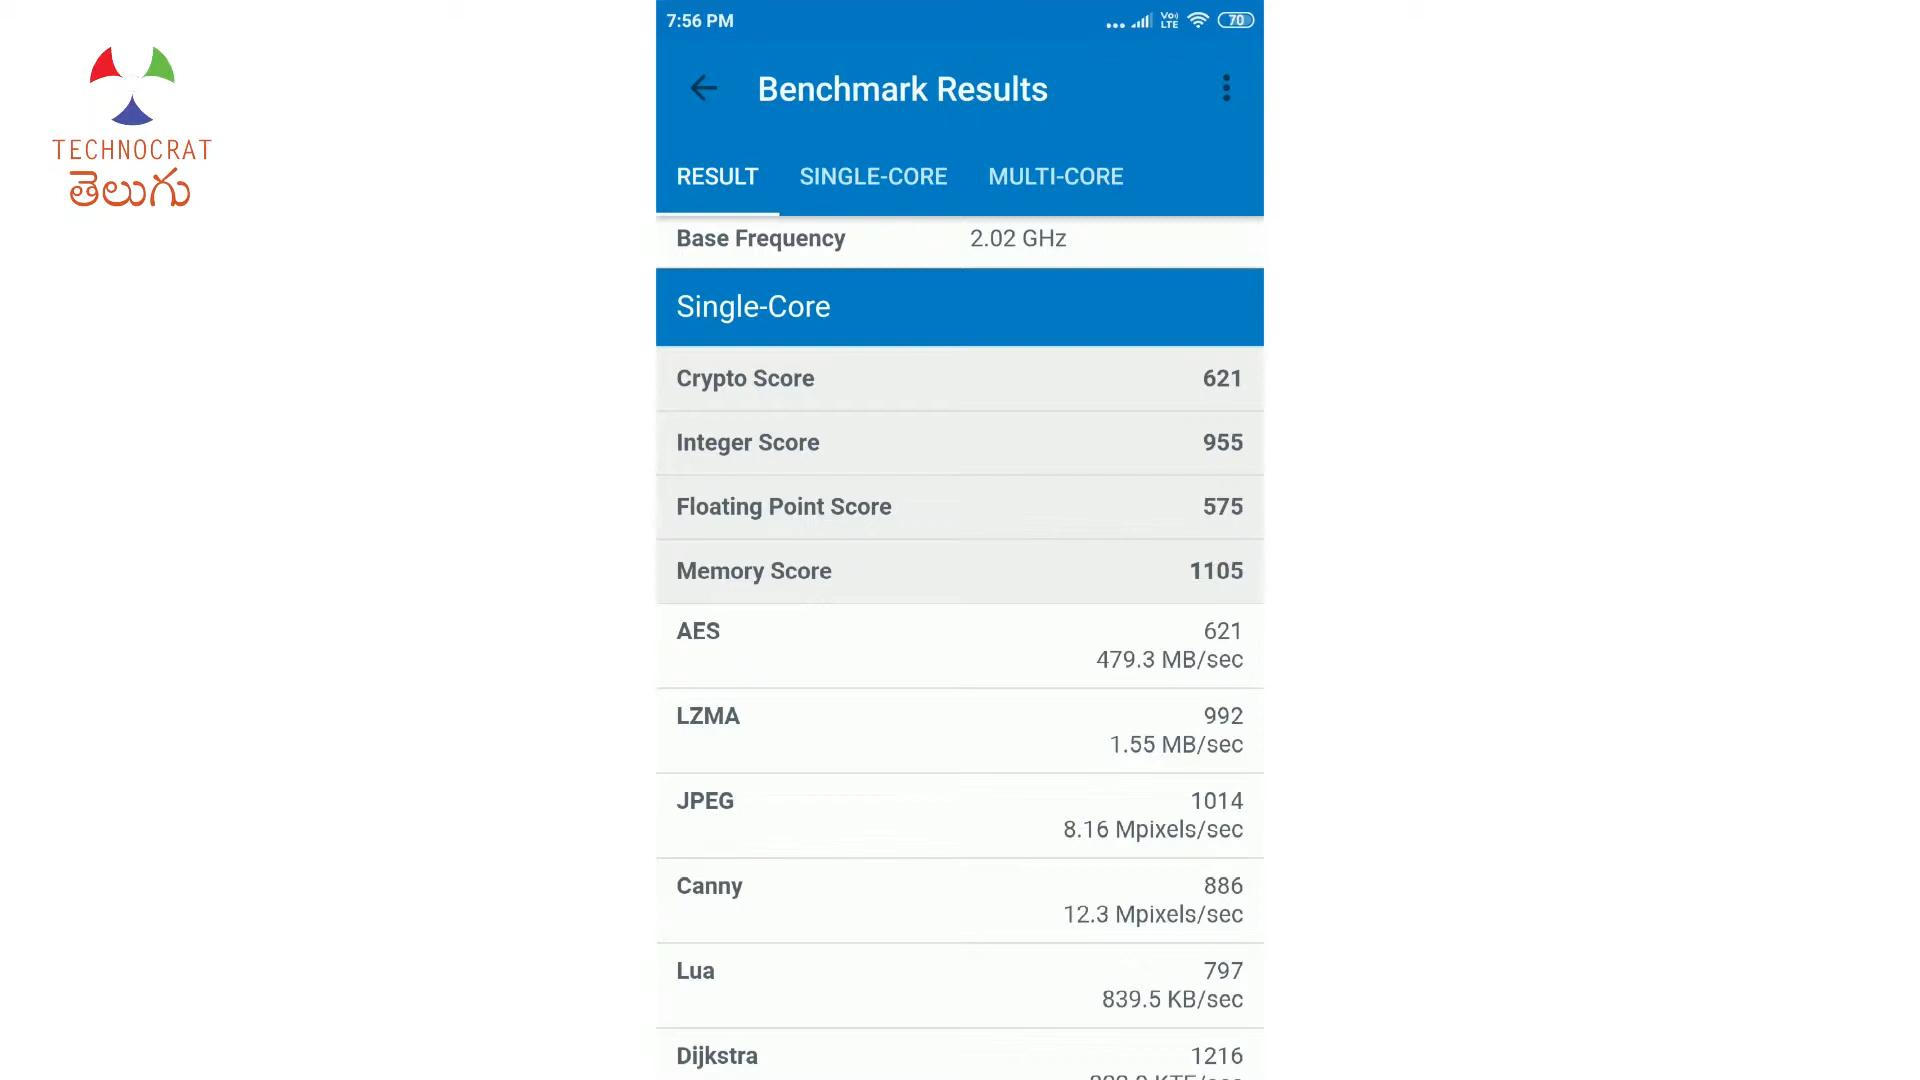 TECHNOCRAT
తెలుగు
7:56 PM
Vo) LTE 70
Benchmark Results
RESULT SINGLE-CORE MULTI-CORE
Base Frequency 2.02 GHz
Single-Core
Crypto Score 621
Integer Score 955
Floating Point Score 575
Memory Score 1105
AES 621
479.3 MB/sec
LZMA 992
1.55 MB/sec
JPEG 1014
8.16 Mpixels/sec
Canny 886
12.3 Mpixels/sec
Lua 797
839.5 KB/sec
Dijkstra 1216